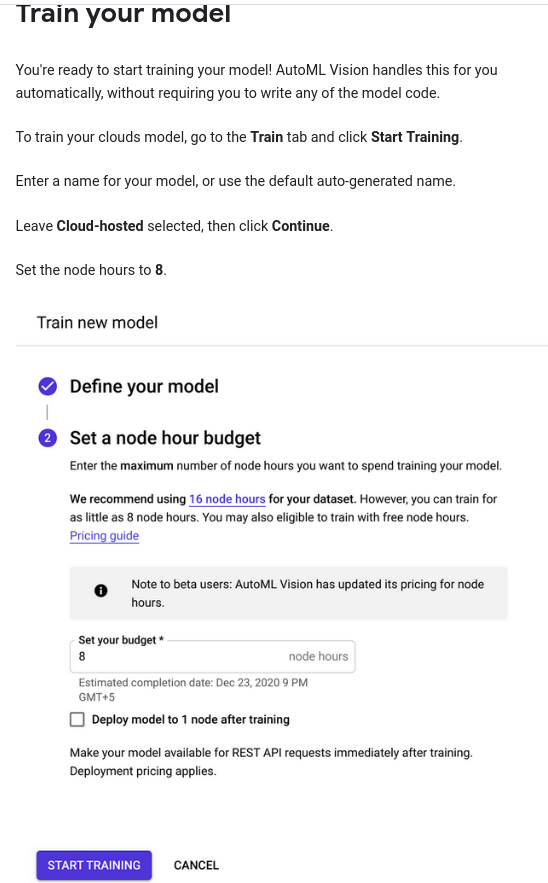 Train your model
You're ready to start training your model! AutoML Vision handles this for you
automatically, without requiring you to write any of the model code.
To train your clouds model, go to the Train tab and click Start Training.
Enter a name for your model, or use the default auto-generated name.
Leave Cloud-hosted selected, then click Continue.
Set the node hours to 8.
Train new model
Define your model
2 Set a node hour budget
Enter the maximum number of node hours you want to spend training your model.
We recommend using 16 node hours for your dataset. However, you can train for
as little as 8 node hours. You may also eligible to train with free node hours.
Pricing guide
Note to beta users: AutoML Vision has updated its pricing for node
hours.
Set your budget *
8 node hours
Estimated completion date: Dec 23, 2020 9 PM
GMT+5
Deploy model to 1 node after training
Make your model available for REST API requests immediately after training.
Deployment pricing applies.
START TRAINING CANCEL